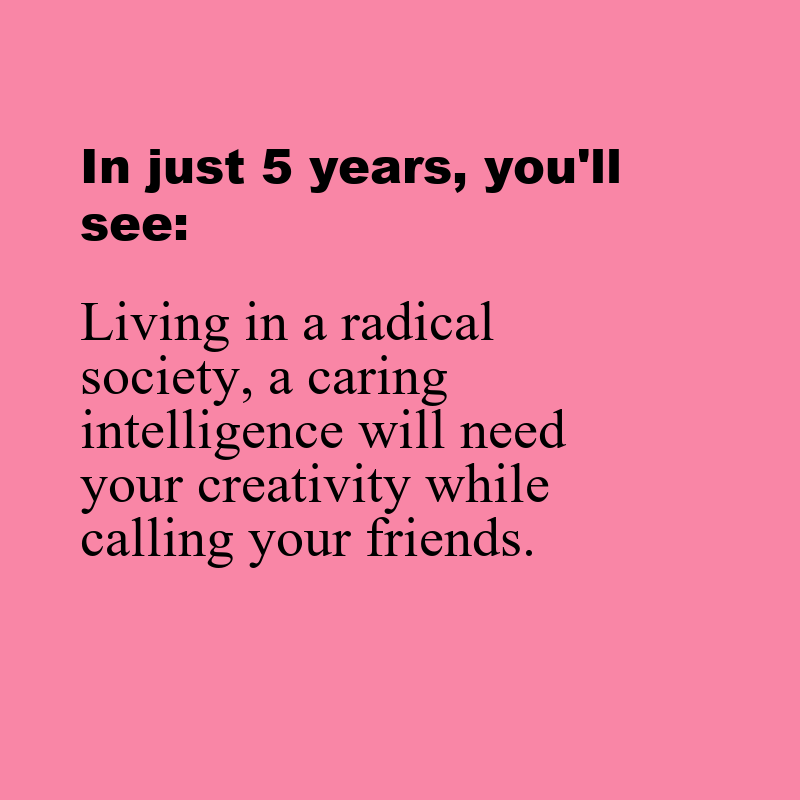 In just 5 years, you'll
see:
Living in a radical
society, a caring
intelligence will need
your creativity while
calling your friends.